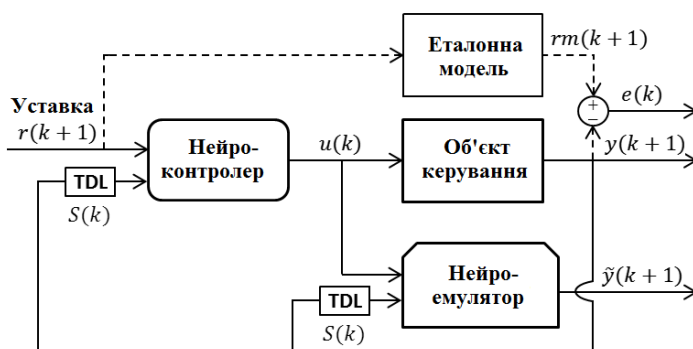 Еталонна
модель
rm(k+1)
+
−
e(k)
Уставка
r(k+1)
Нейро-
контролер
u(k)
Об'єкт
керування
y(k+1)
TDL
S(k)
Нейро-
емулятор
ỹ(k+1)
TDL
S(k)